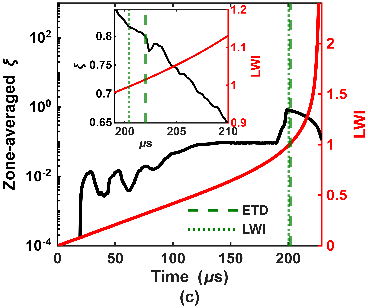 10²
10⁰
10⁻²
10⁻⁴
Zone-averaged ξ
0
50
100
150
200
Time (μs)
2
1.5
1
0.5
0
LWI
0.8
0.75
0.7
0.65
ξ
200
205
210
μs
1.2
1.1
1
0.9
LWI
ETD
LWI
(c)